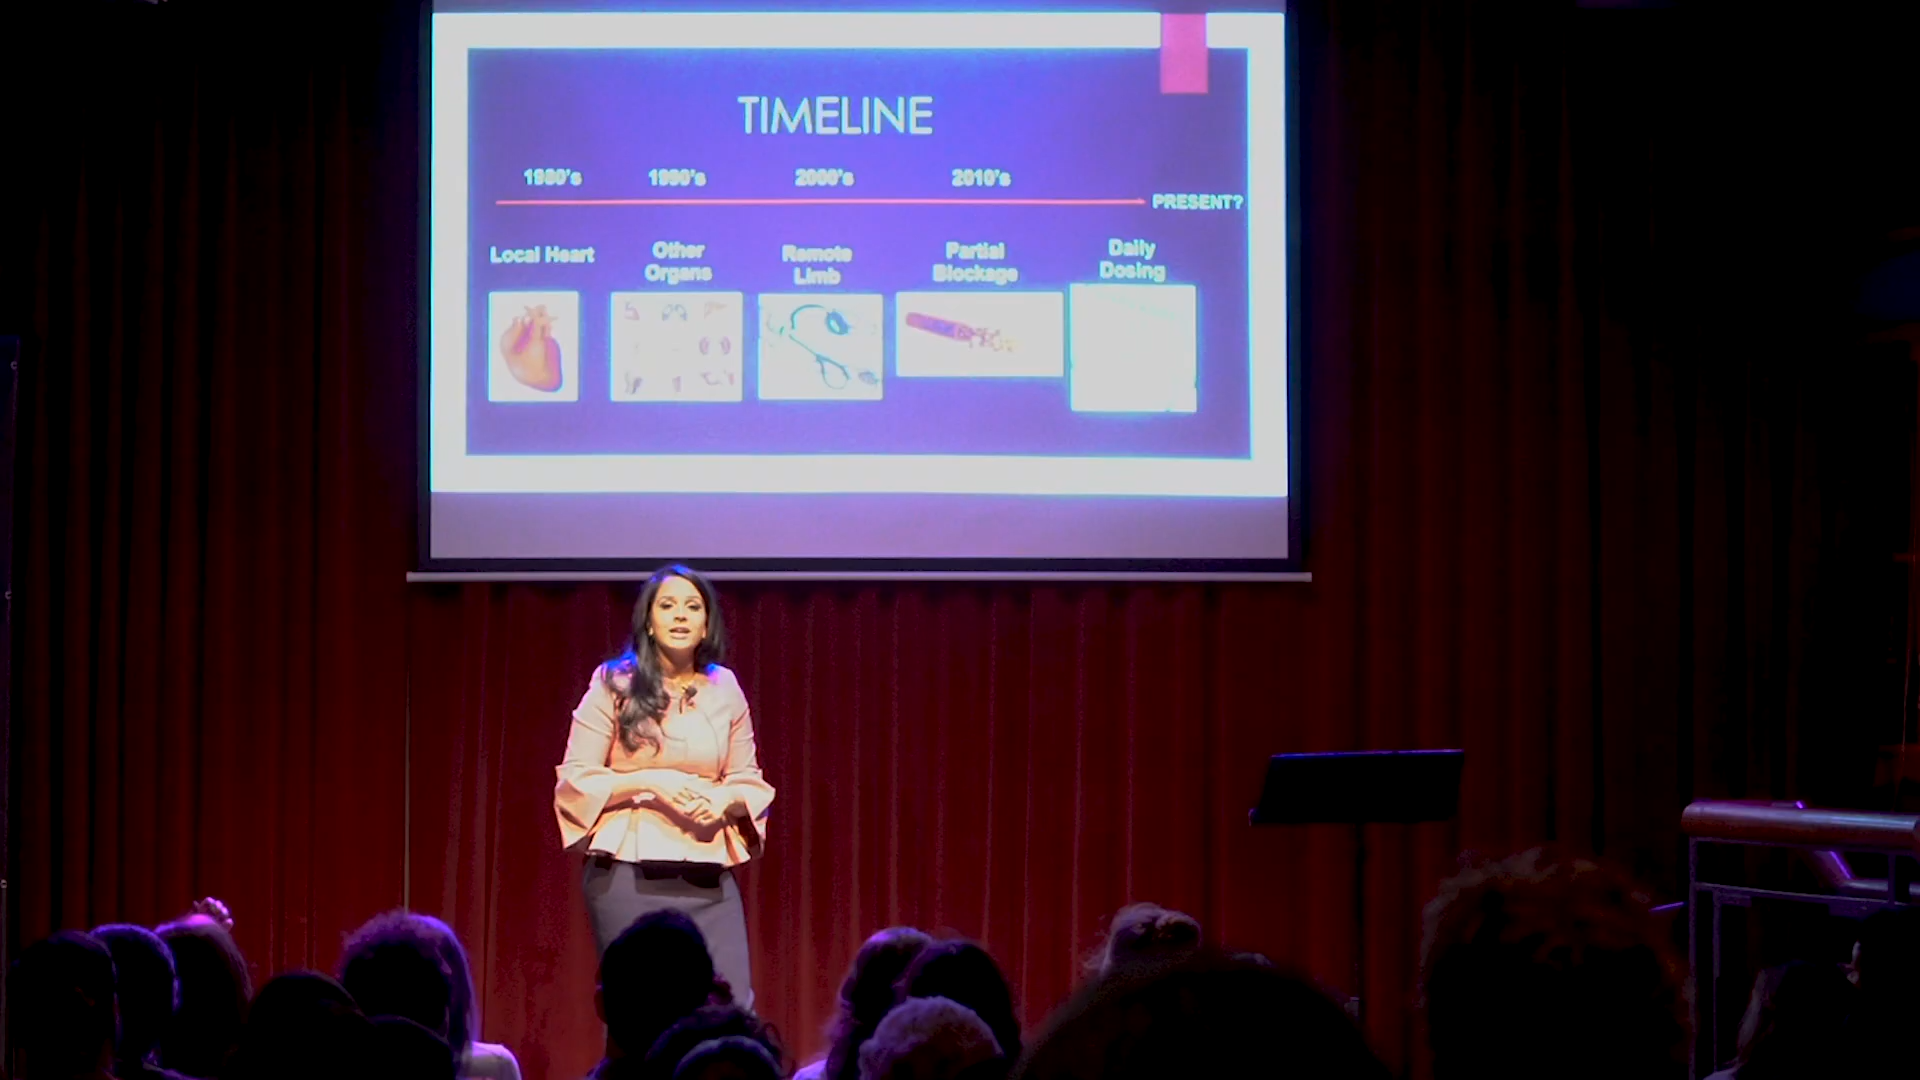 TIMELINE
1980's 1990's 2000's 2010's
PRESENT?
Local Heart
Other
Organs
Remote
Limb
Partial
Blockage
Daily
Dosing